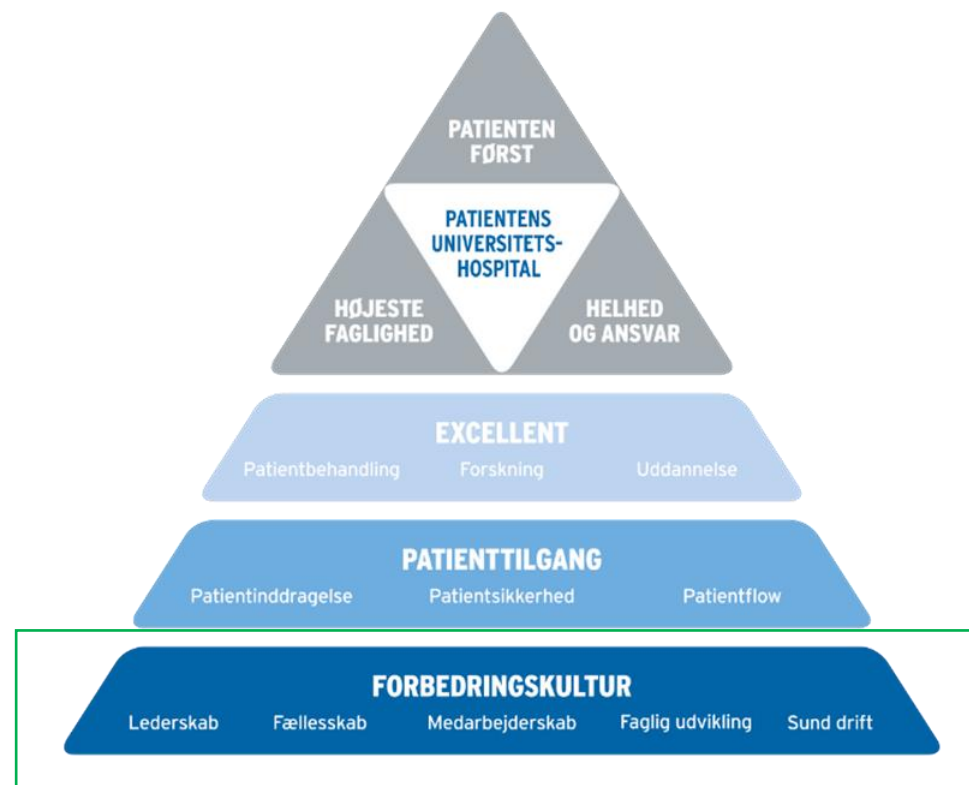 PATIENTEN
FØRST
PATIENTENS
UNIVERSITETS-
HOSPITAL
HØJESTE
FAGLIGHED
HELHED
OG ANSVAR
EXCELLENT
Patientbehandling Forskning Uddannelse
PATIENTTILGANG
Patientinddragelse Patientsikkerhed Patientflow
FORBEDRINGSKULTUR
Lederskab Fællesskab Medarbejderskab Faglig udvikling Sund drift